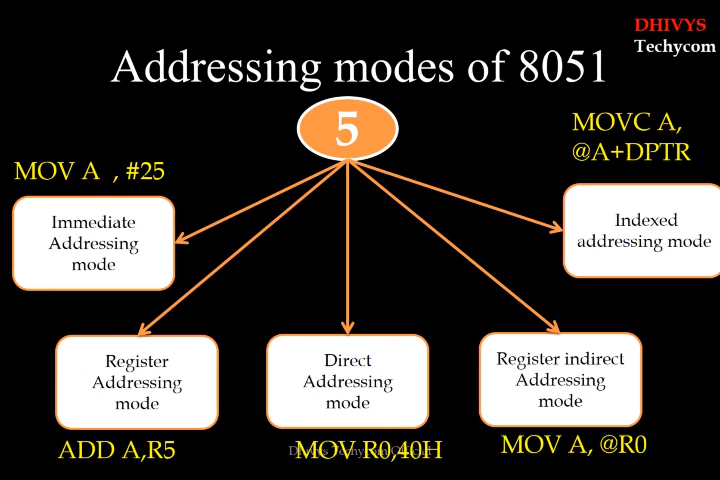 DHIVYS
Techycom
Addressing modes of 8051
5
MOVC A,
@A+DPTR
MOV A , #25
Immediate
Addressing
mode
Indexed
addressing mode
Register
Addressing
mode
Direct
Addressing
mode
Register indirect
Addressing
mode
ADD A,R5
MOV R0,40H
MOV A, @R0